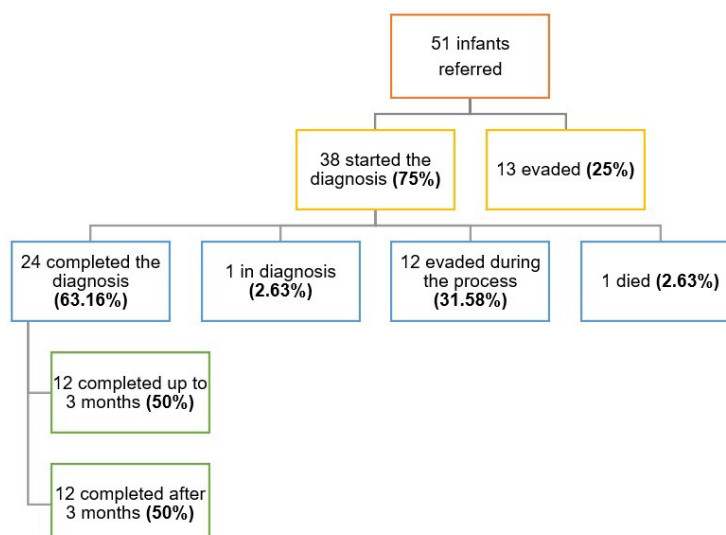 51 infants
referred
38 started the
diagnosis (75%)
13 evaded (25%)
24 completed the
diagnosis
(63.16%)
1 in diagnosis
(2.63%)
12 evaded during
the process
(31.58%)
1 died (2.63%)
12 completed up to
3 months (50%)
12 completed after
3 months (50%)